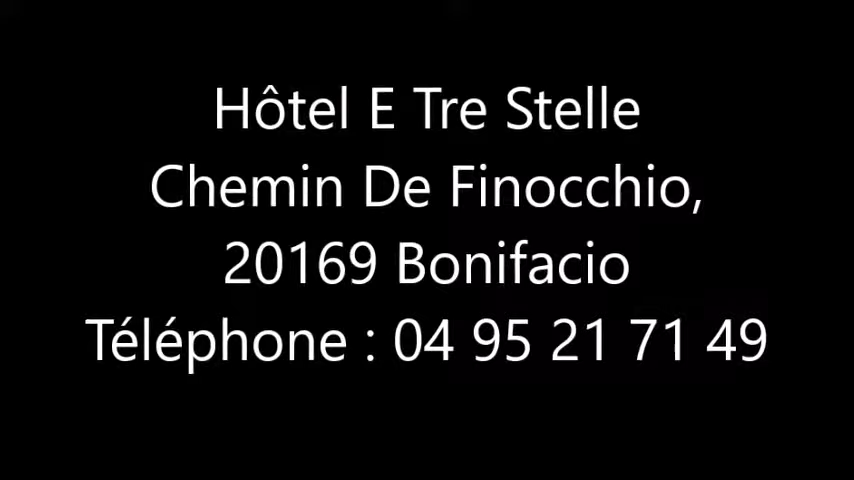 Hôtel E Tre Stelle
Chemin De Finocchio,
20169 Bonifacio
Téléphone : 04 95 21 71 49